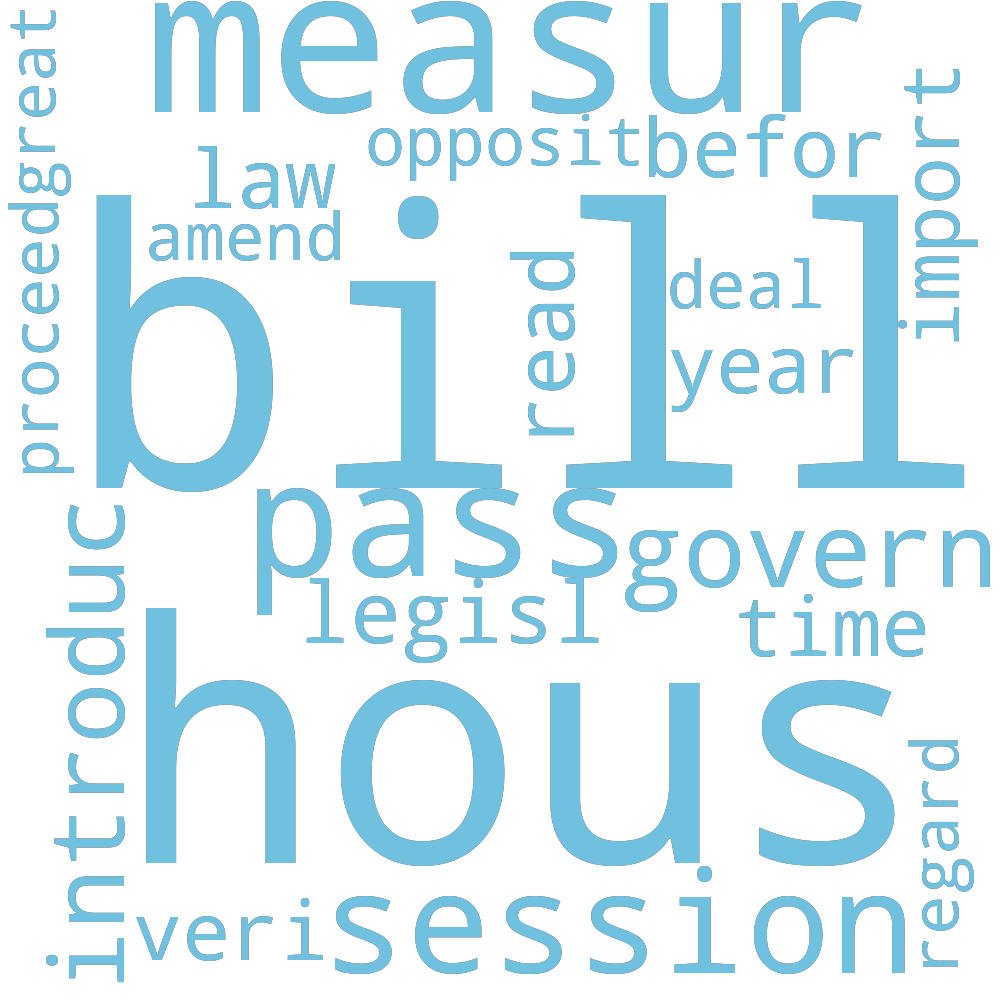 measur
great
opposit
befor
import
law
amend
proceed
bill
read
deal
year
pass
govern
introduc
legisl
time
hous
regard
veri
session